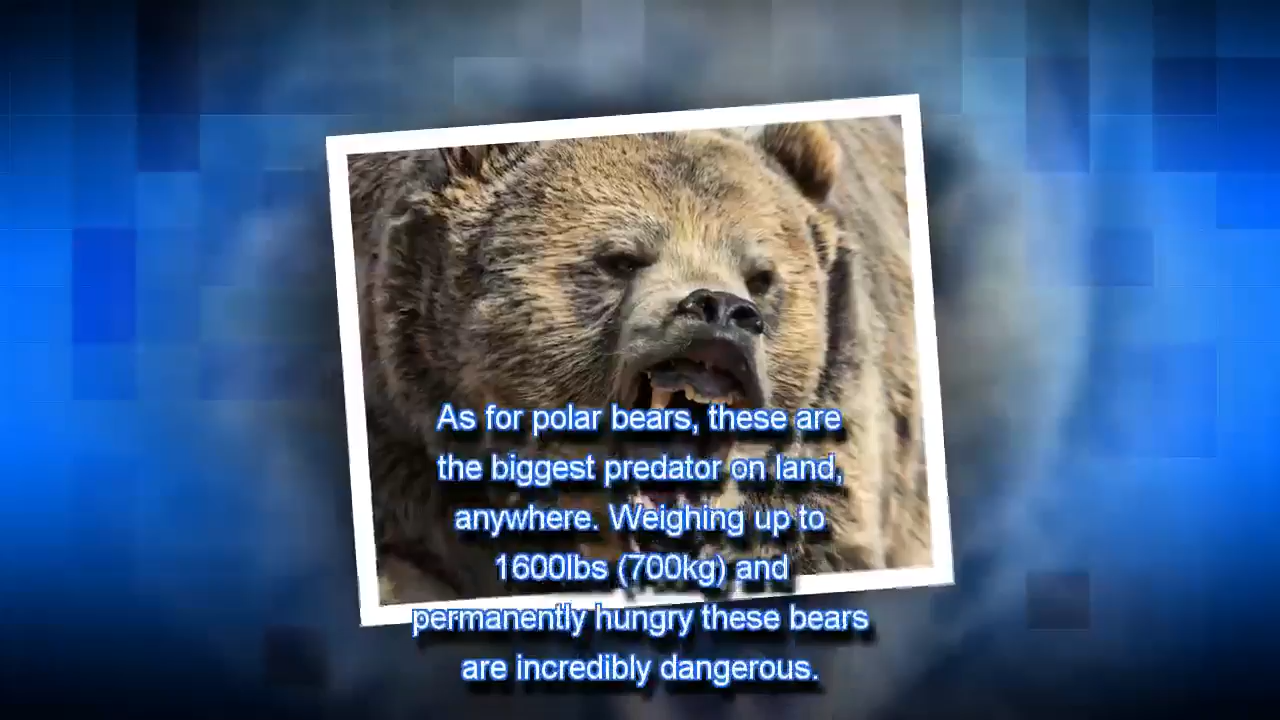 As for polar bears, these are
the biggest predator on land,
anywhere. Weighing up to
1600lbs (700kg) and
permanently hungry these bears
are incredibly dangerous.